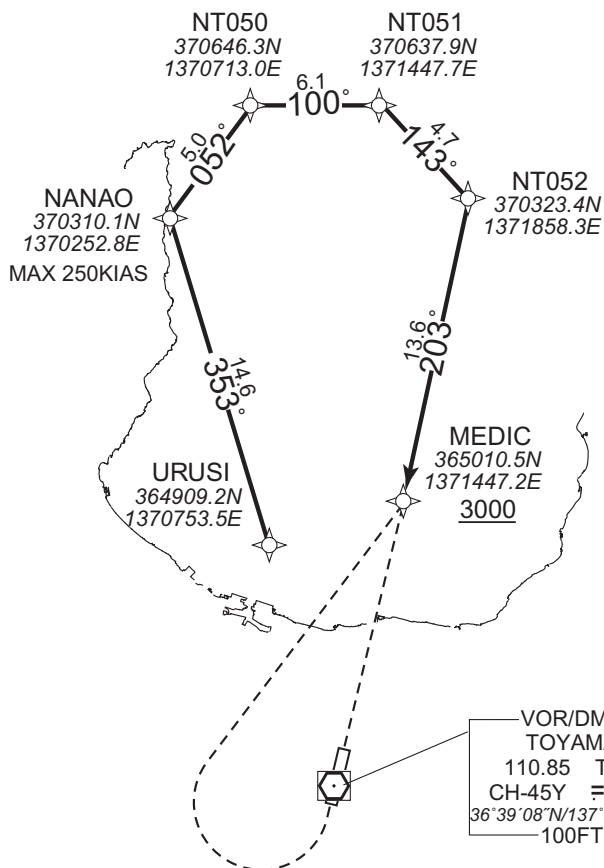 NT050
370646.3N
1370713.0E
NT051
370637.9N
1371447.7E
6.1
100°
5.0
052°
4.7
143°
NANAO
370310.1N
1370252.8E
MAX 250KIAS
NT052
370323.4N
1371858.3E
14.6
353°
13.6
203°
URUSI
364909.2N
1370753.5E
MEDIC
365010.5N
1371447.2E
3000
VOR/DM
TOYAMA
110.85 T
CH-45Y
36°39′08″N/137°
100FT